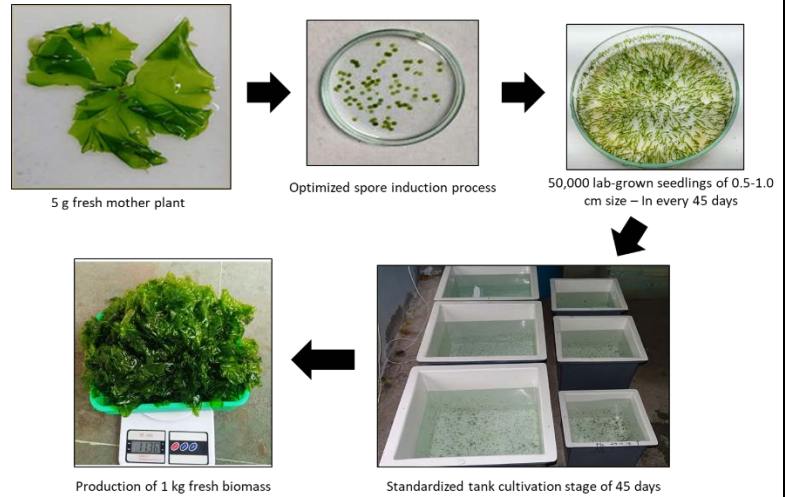 5 g fresh mother plant
Optimized spore induction process
50,000 lab-grown seedlings of 0.5-1.0
cm size – In every 45 days
Standardized tank cultivation stage of 45 days
Production of 1 kg fresh biomass